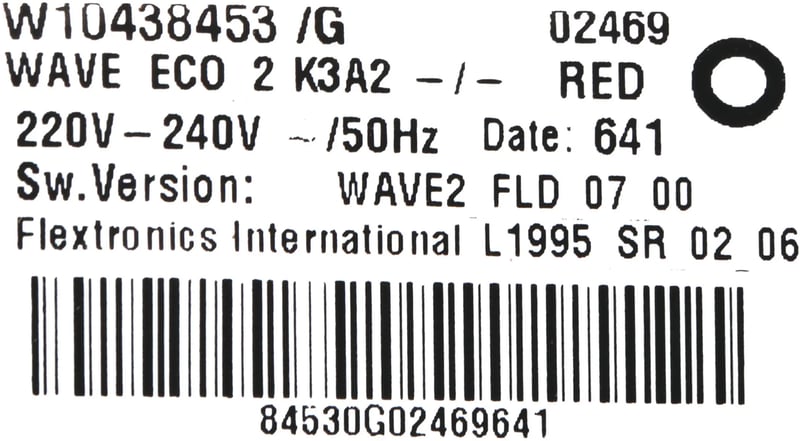 W10438453 /G 02469
WAVE ECO 2 K3A2 -/- RED
220V-240V ~/50Hz Date: 641
Sw.Version: WAVE2 FLD 07 00
Flextronics International L1995 SR 02 06
84530G02469641